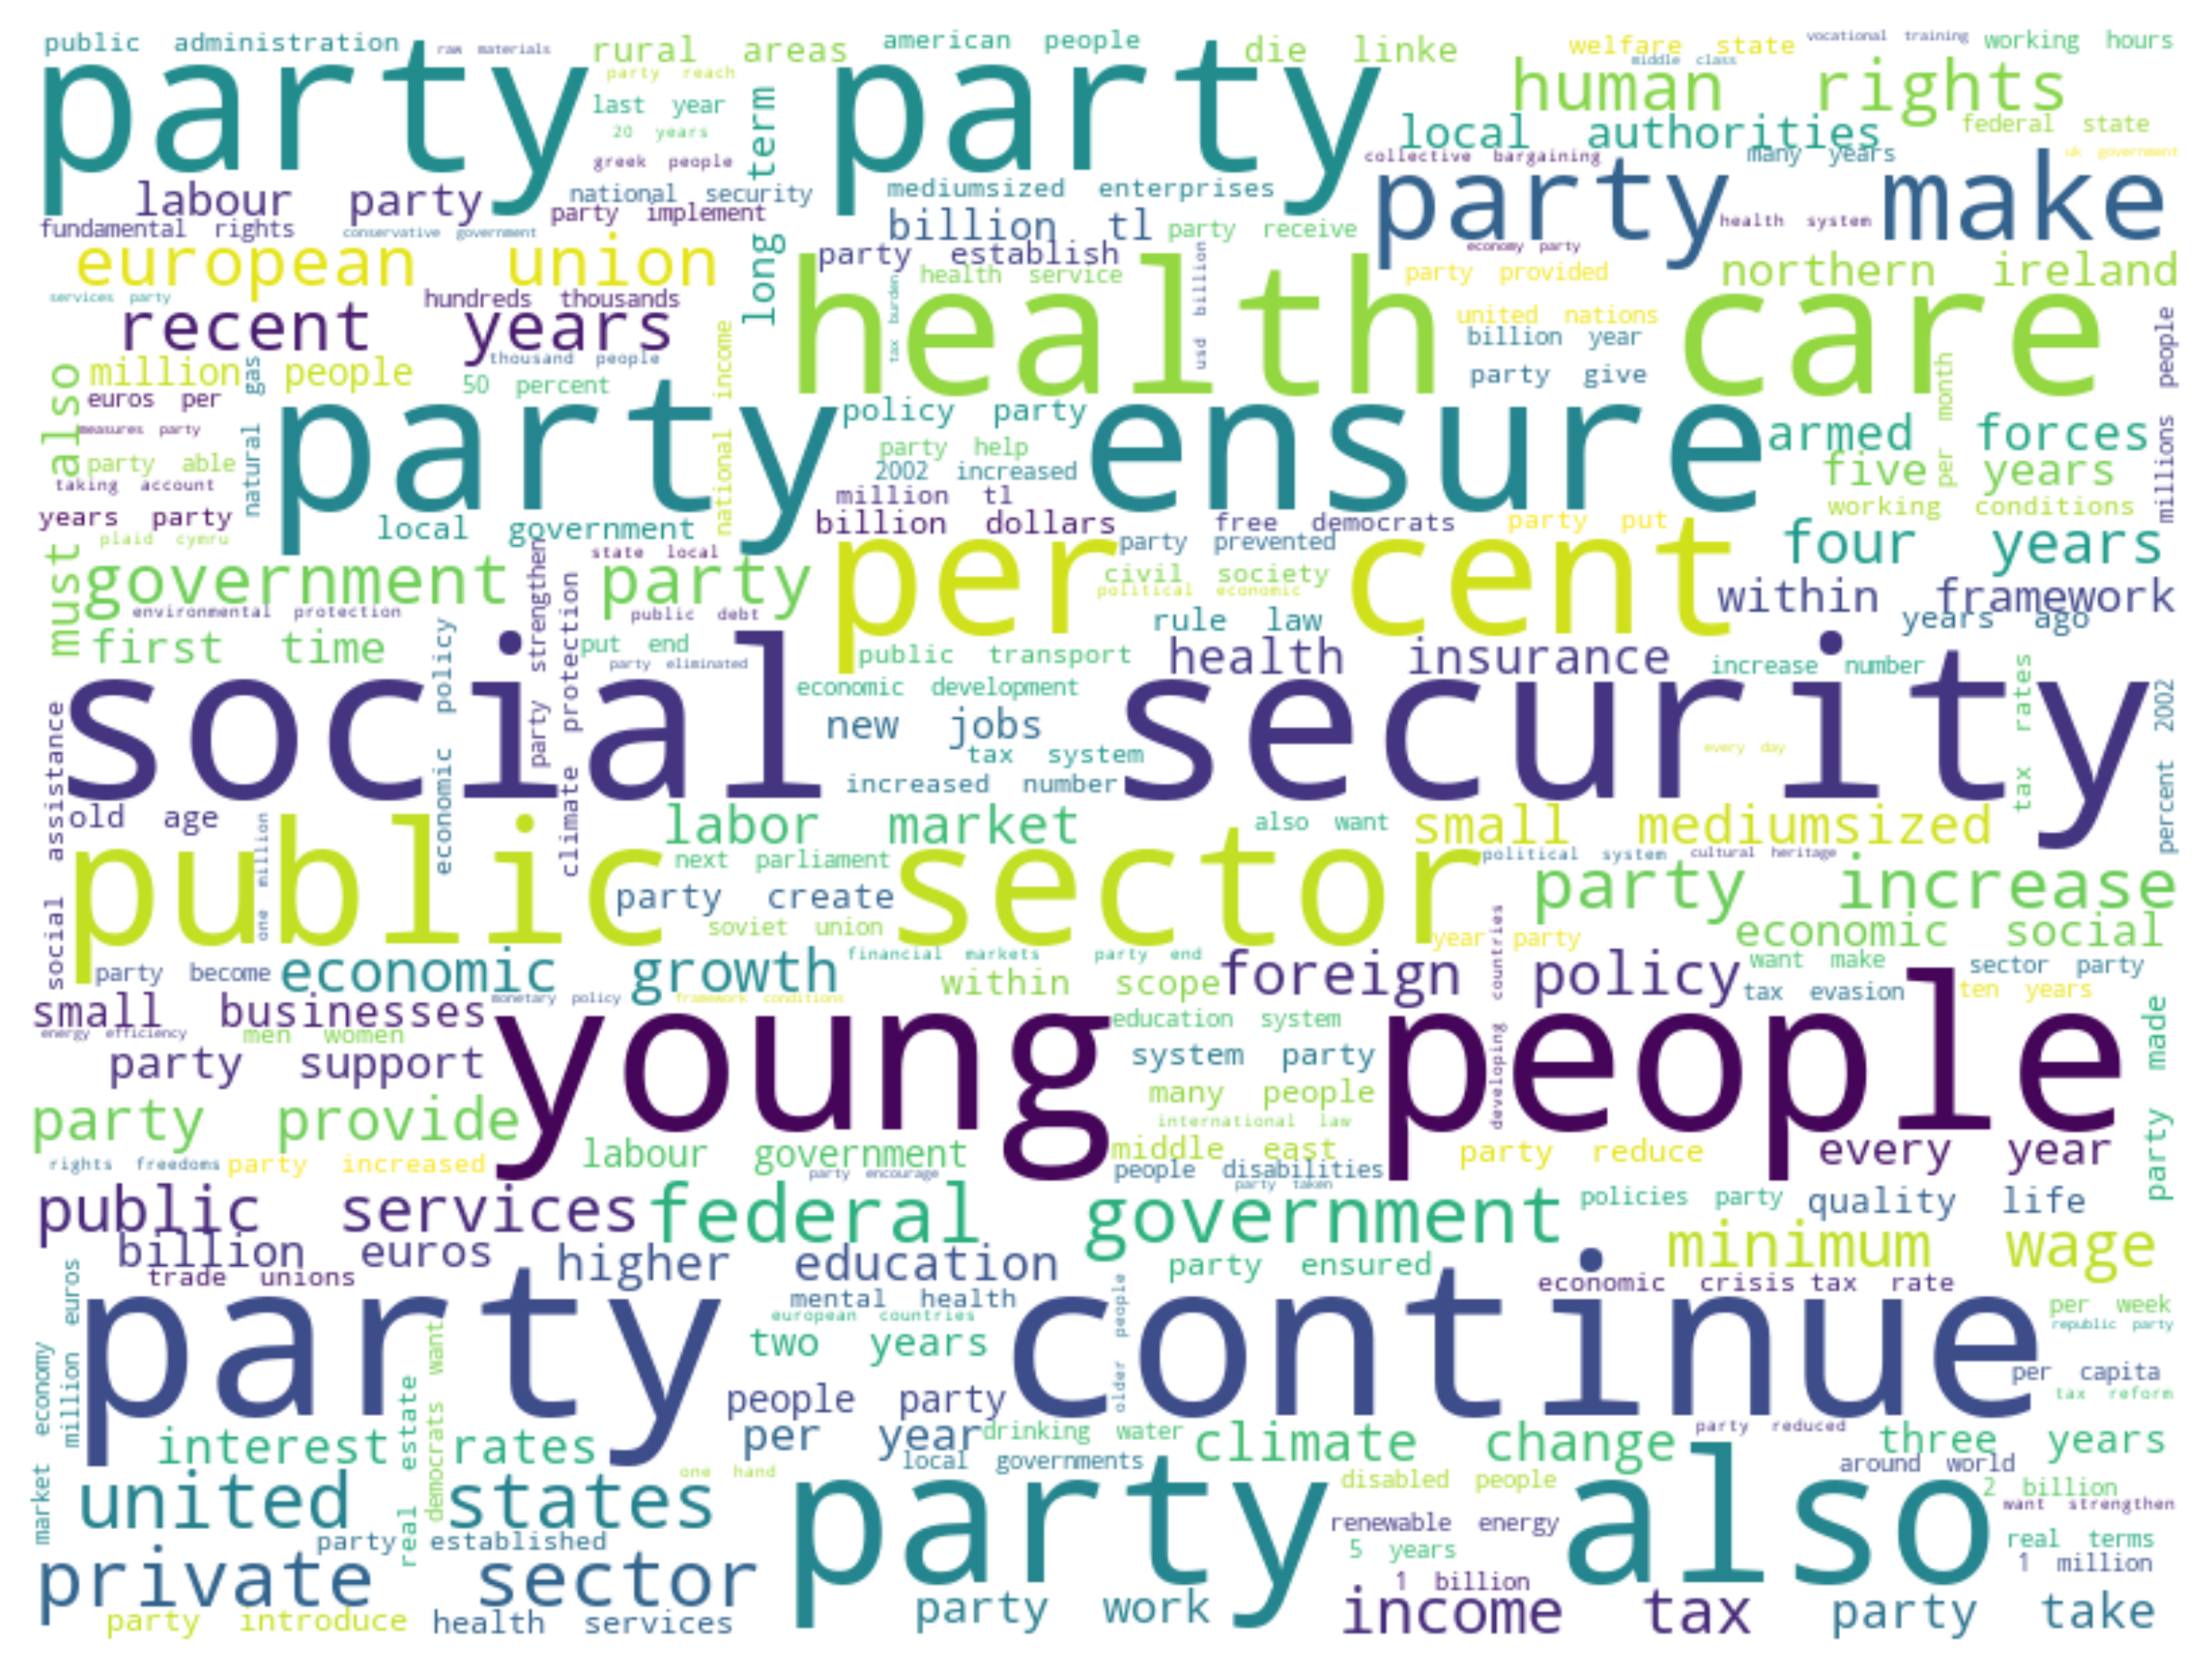 public administration
raw materials
rural areas
american people
die linke
welfare state
vocational training
working hours
party party
party reach
middle class
human rights
last year
long term
20 years
local authorities
federal state
greek people
collective bargaining
many years
uk government
labour party
national security
mediumsized enterprises
party make
party implement
billion tl
party receive
health system
fundamental rights
conservative government
european union
party establish
economy party
health service
party provided
northern ireland
services party
hundreds thousands
health care
tax burden
usd billion
recent years
united nations
millions people
thousand people
billion year
million people
natural gas
50 percent
national income
party give
per month
must also
euros per
party ensure
policy party
measures party
armed forces
party able
party help
2002 increased
five years
taking account
million tl
working conditions
years party
local government
billion dollars
free democrats
party put
plaid cymru
state local
per cent
party prevented
four years
government party
party strengthen
climate protection
civil society
political economic
within framework
environmental protection
public debt
rule law
years ago
first time
economic policy
put end
party eliminated
public transport
health insurance
increase number
social security
economic development
tax rates
percent 2002
social assistance
new jobs
every day
tax system
increased number
old age
one million
labor market
also want
small mediumsized
public sector
next parliament
political system
cultural heritage
party create
party increase
soviet union
developing countries
year party
economic social
party become
economic growth
financial markets
party end
within scope
foreign policy
want make
sector party
small businesses
monetary policy
framework conditions
tax evasion
ten years
energy efficiency
men women
young people
education system
party made
party support
system party
many people
party provide
international law
labour government
middle east
party reduce
every year
rights freedoms
party increased
party encourage
people disabilities
party taken
public services
federal government
policies party
quality life
billion euros
higher education
party ensured
minimum wage
trade unions
economic crisis
tax rate
million euros
party continue
mental health
older people
european countries
per week
republic party
two years
market economy
democrats want
per capita
people party
tax reform
real estate
interest rates
per year
drinking water
climate change
party reduced
three years
local governments
around world
united states
one hand
party also
disabled people
2 billion
want strengthen
party established
renewable energy
real terms
private sector
5 years
1 million
1 billion
party introduce
health services
party work
income tax
party take